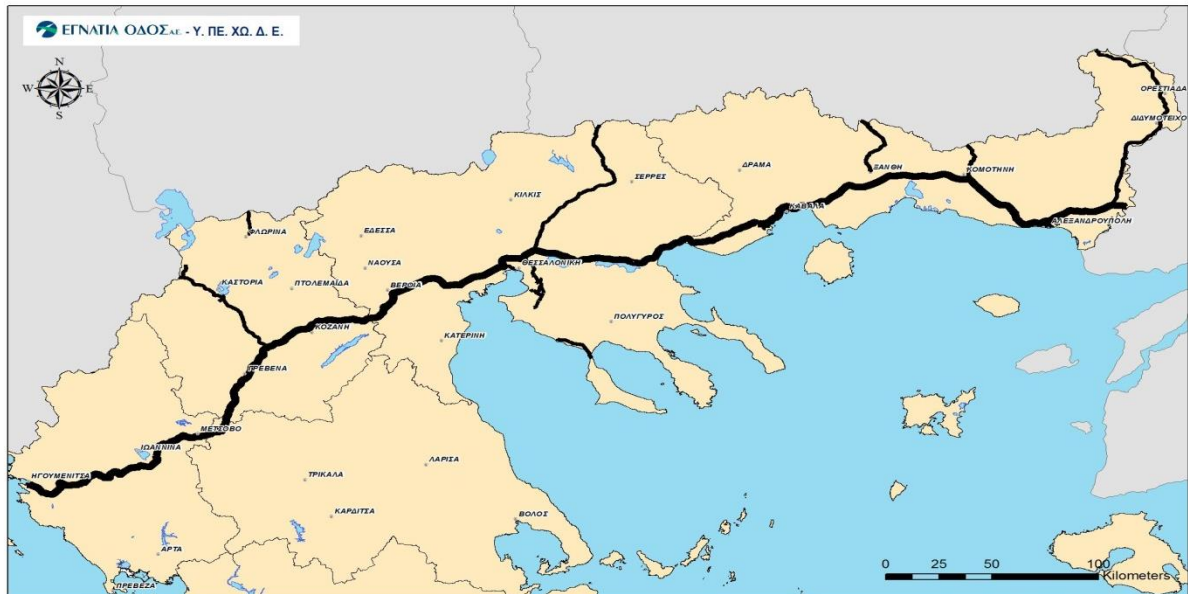 ΕΓΝΑΤΙΑ ΟΔΟΣ Α.Ε. - Υ. ΠΕ. ΧΩ. Δ. Ε.
N
W E
S
ΟΡΕΣΤΙΑΔΑ
ΔΙΔΥΜΟΤΕΙΧΟ
ΔΡΑΜΑ
ΞΑΝΘΗ
ΚΟΜΟΤΗΝΗ
ΣΕΡΡΕΣ
ΚΙΛΚΙΣ
ΚΑΒΑΛΑ
ΑΛΕΞΑΝΔΡΟΥΠΟΛΗ
ΦΛΩΡΙΝΑ
ΕΔΕΣΣΑ
ΝΑΟΥΣΑ
ΘΕΣΣΑΛΟΝΙΚΗ
ΚΑΣΤΟΡΙΑ
ΠΤΟΛΕΜΑΪΔΑ
ΒΕΡΟΙΑ
ΠΟΛΥΓΥΡΟΣ
ΚΟΖΑΝΗ
ΚΑΤΕΡΙΝΗ
ΓΡΕΒΕΝΑ
ΜΕΤΣΟΒΟ
ΙΩΑΝΝΙΝΑ
ΛΑΡΙΣΑ
ΗΓΟΥΜΕΝΙΤΣΑ
ΤΡΙΚΑΛΑ
ΚΑΡΔΙΤΣΑ
ΒΟΛΟΣ
ΑΡΤΑ
ΠΡΕΒΕΖΑ
0 25 50 100
Kilometers